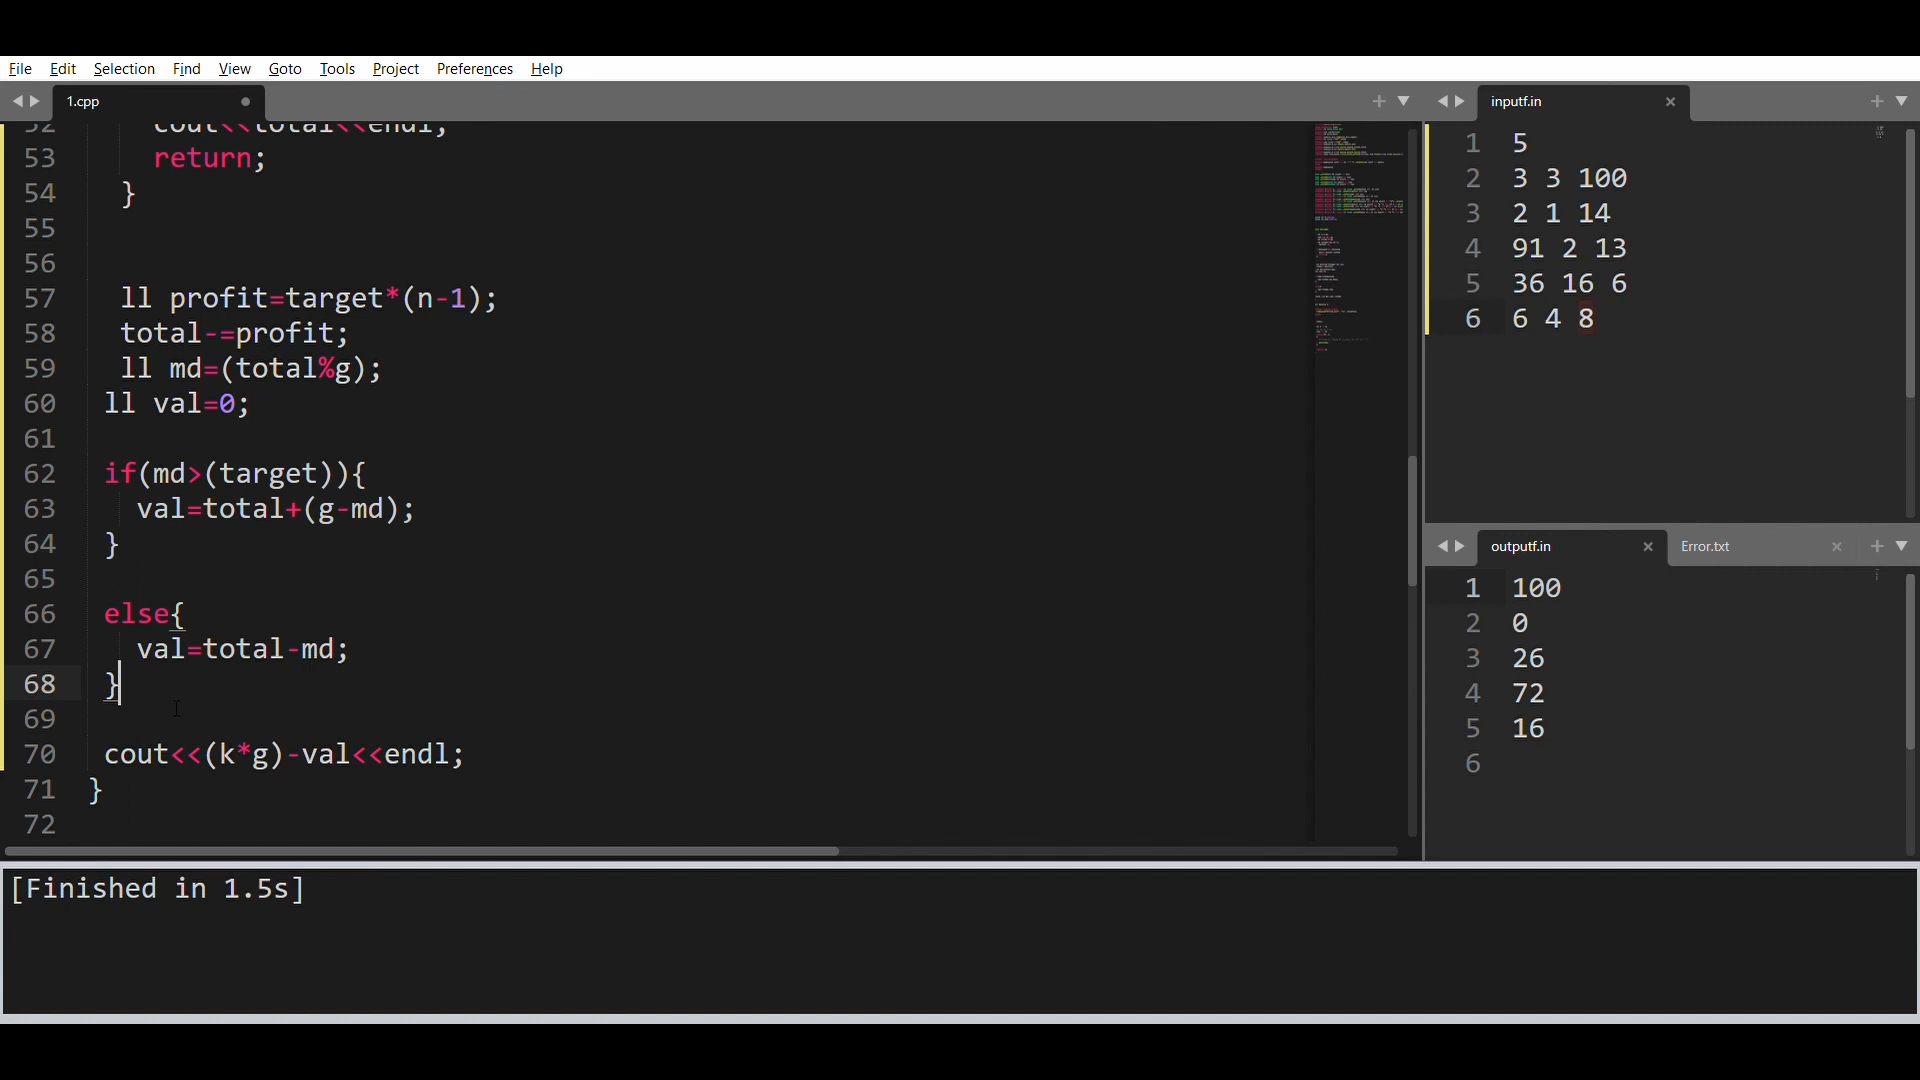 File Edit Selection Find View Goto Tools Project Preferences Help
1.cpp
52 cout<<total<<endl;
53 return;
54 }
55
56
57 ll profit=target*(n-1);
58 total-=profit;
59 ll md=(total%g);
60 ll val=0;
61
62 if(md>(target)){
63 val=total+(g-md);
64 }
65
66 else{
67 val=total-md;
68 }
69
70 cout<<(k*g)-val<<endl;
71 }
72
inputf.in
1 5
2 3 3 100
3 2 1 14
4 91 2 13
5 36 16 6
6 6 4 8
outputf.in Error.txt
1 100
2 0
3 26
4 72
5 16
6
[Finished in 1.5s]